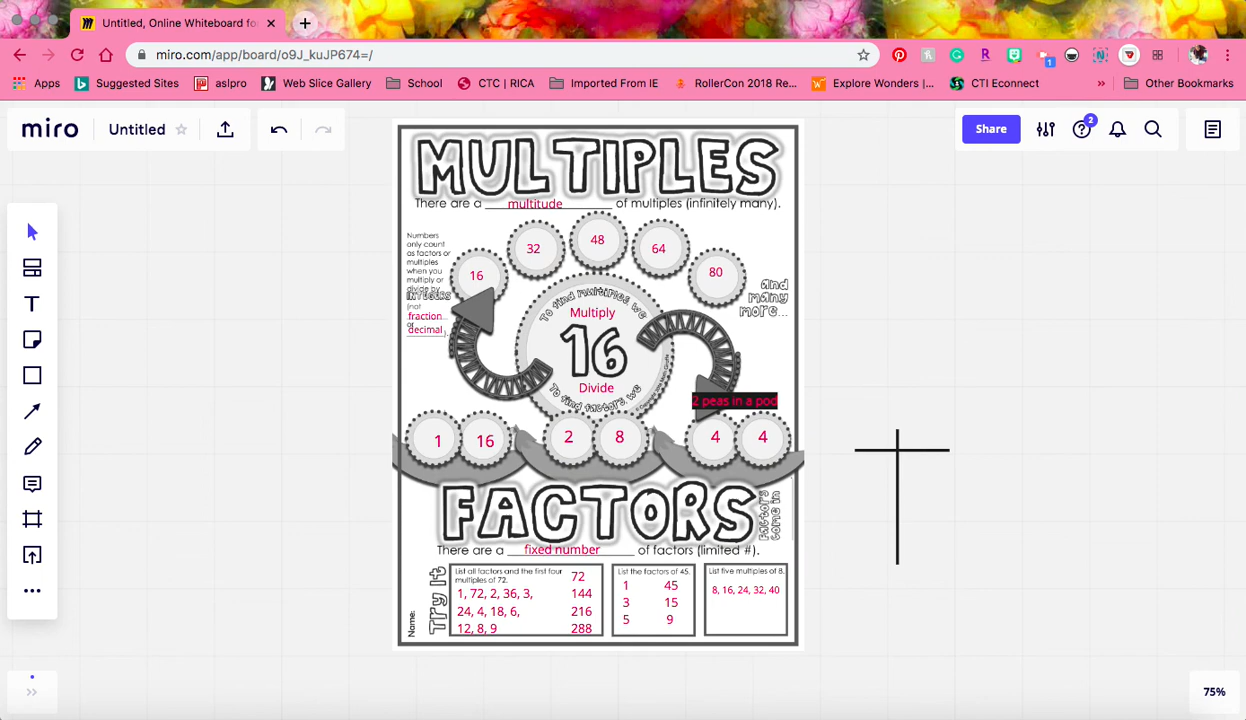 Untitled, Online Whiteboard for
miro.com/app/board/o9J_kuJP674=/
1
Apps
Suggested Sites
aslpro
Web Slice Gallery
School
CTC | RICA
Imported From IE
RollerCon 2018 Re...
Explore Wonders |...
CTI Econnect
»
Other Bookmarks
miro
Untitled
Share
2
MULTIPLES
There are a multitude of multiples (infinitely many).
Numbers
only count
as factors or
multiples
when you
multiply or
divide by
INTEGERS
(not
fraction...
or
decimal).
16
32
48
64
80
and
many
more...
To find multiples, we
Multiply
16
Divide
To find factors, we
2 peas in a pod
1 16
2 8
4 4
FACTORS
Factors
come in
There are a fixed number of factors (limited #).
Name:
Try It
List all factors and the first four
multiples of 72.
72
1, 72, 2, 36, 3, 144
24, 4, 18, 6, 216
12, 8, 9 288
List the factors of 45.
1 45
3 15
5 9
List five multiples of 8.
8, 16, 24, 32, 40
75%